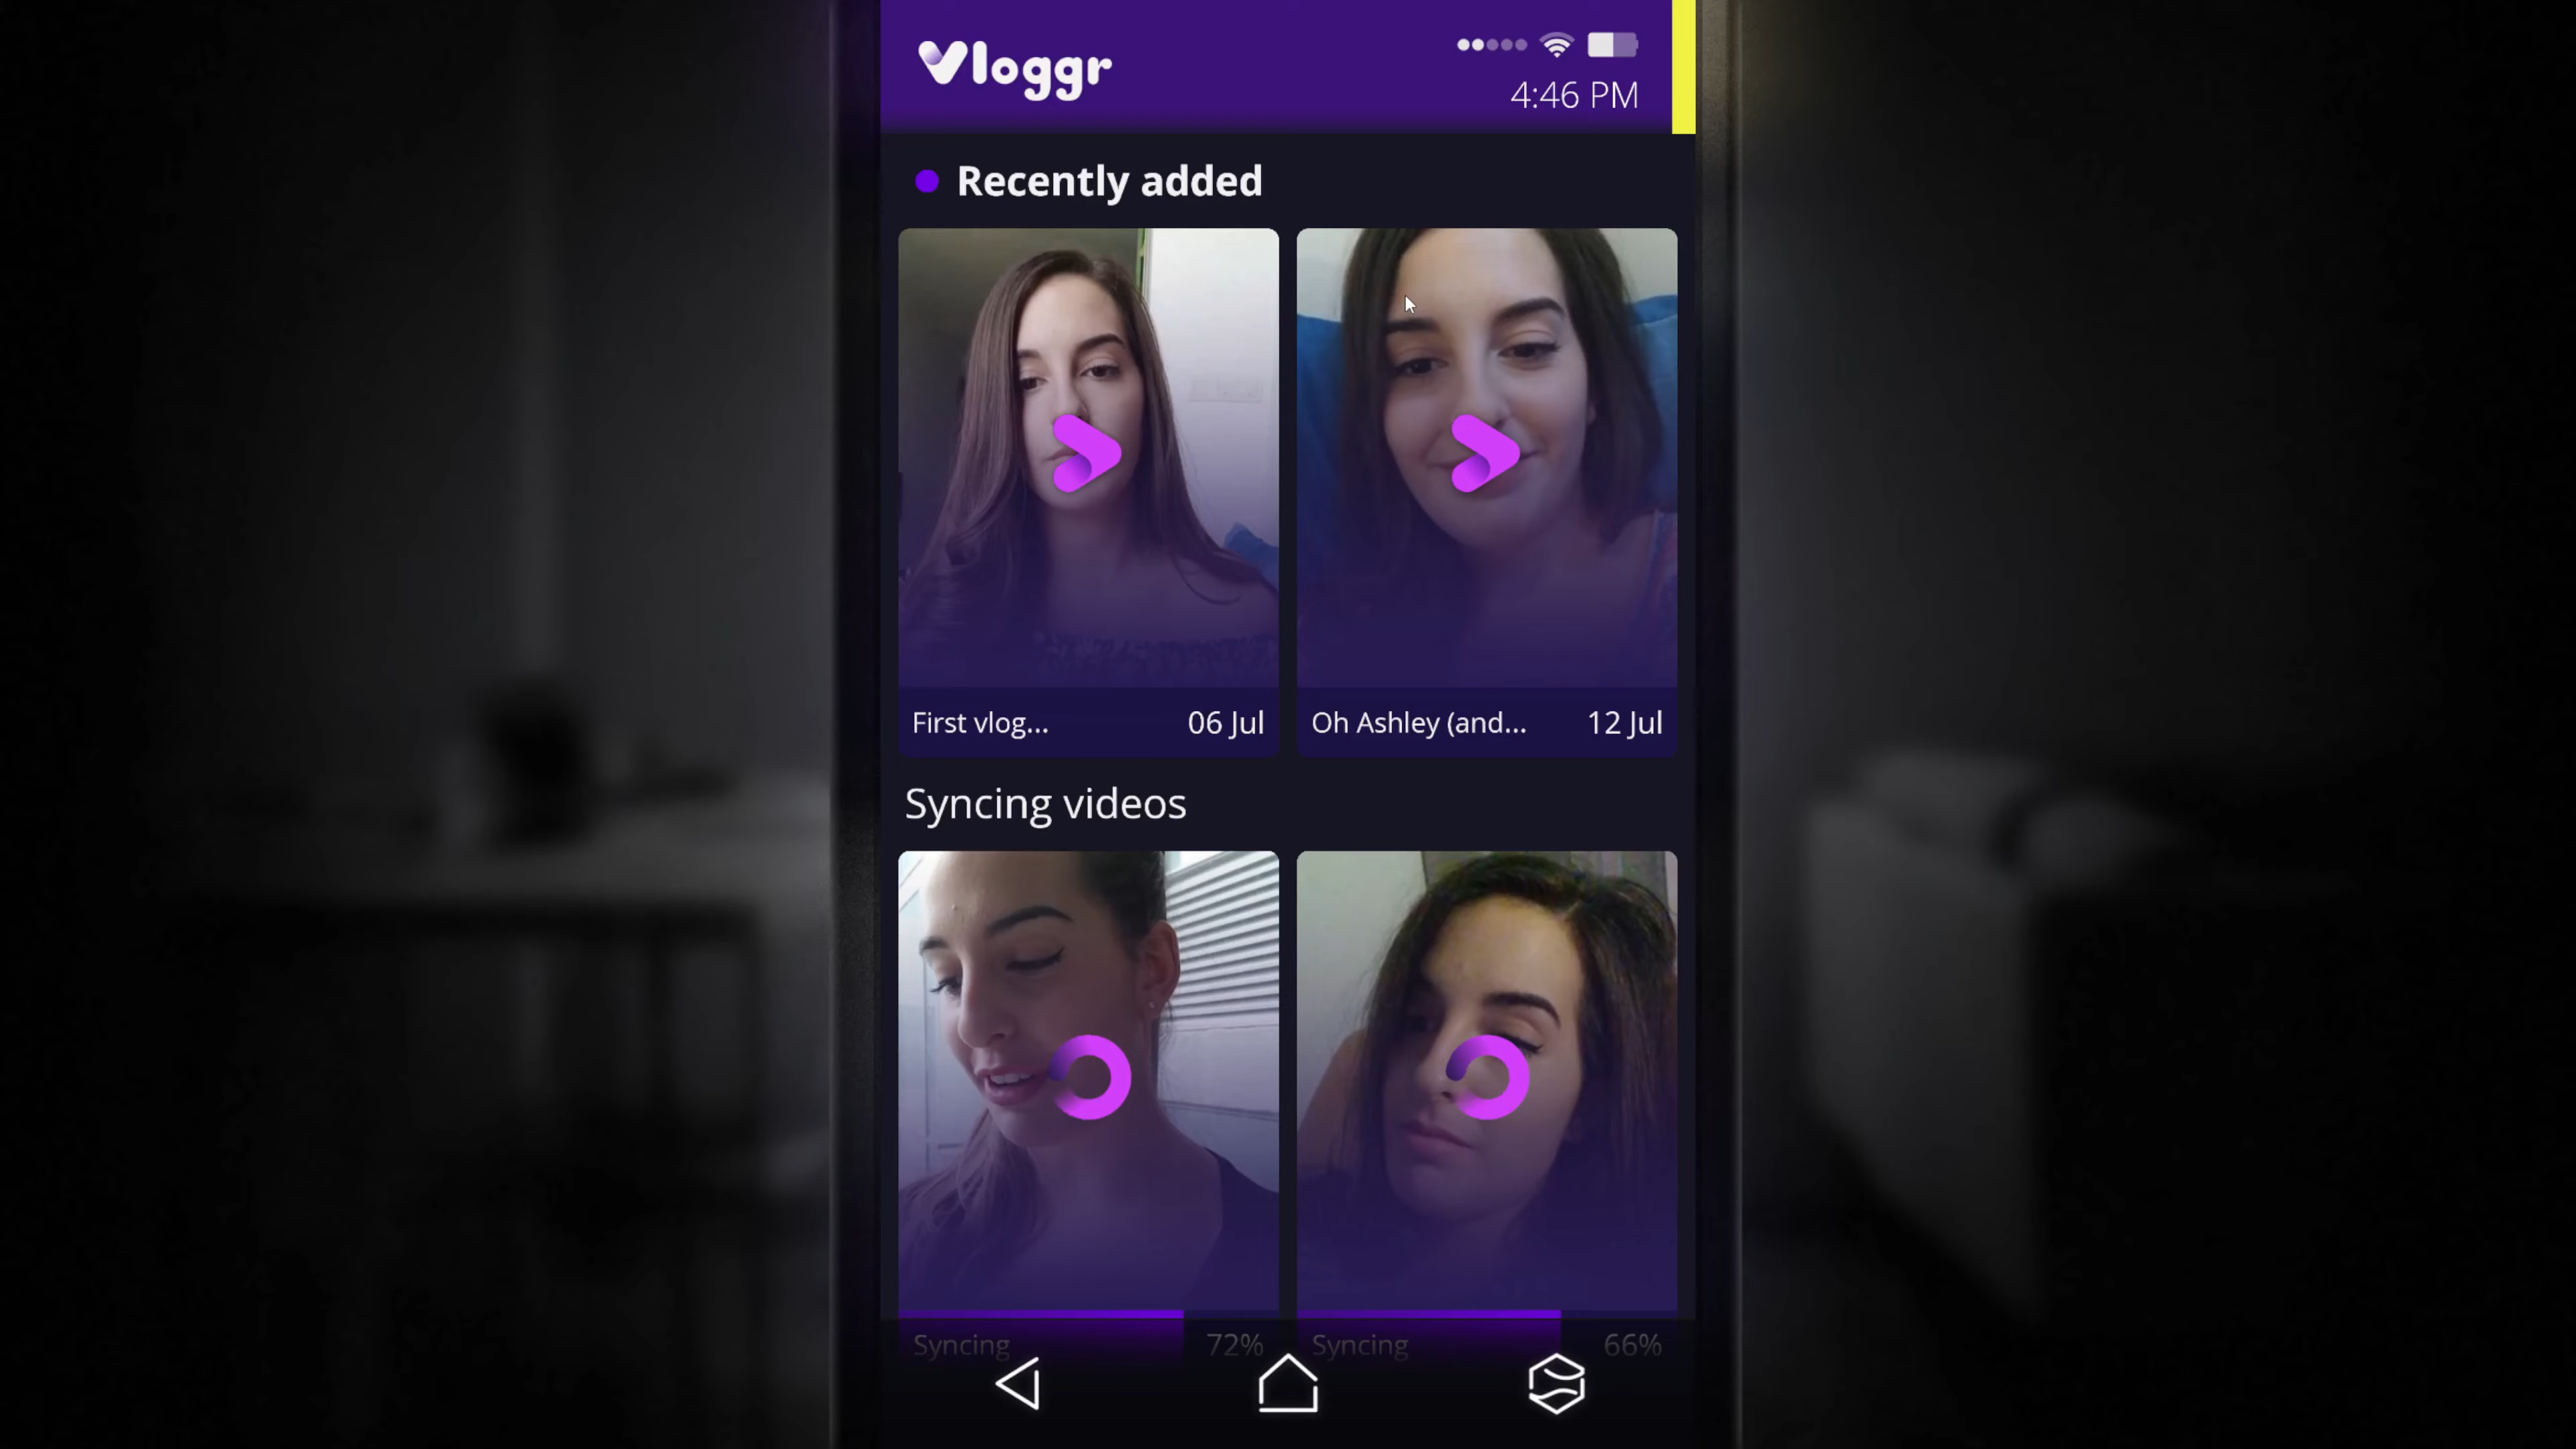 Vloggr
4:46 PM
Recently added
First vlog...
06 Jul
Oh Ashley (and...
12 Jul
Syncing videos
Syncing
72%
Syncing
66%